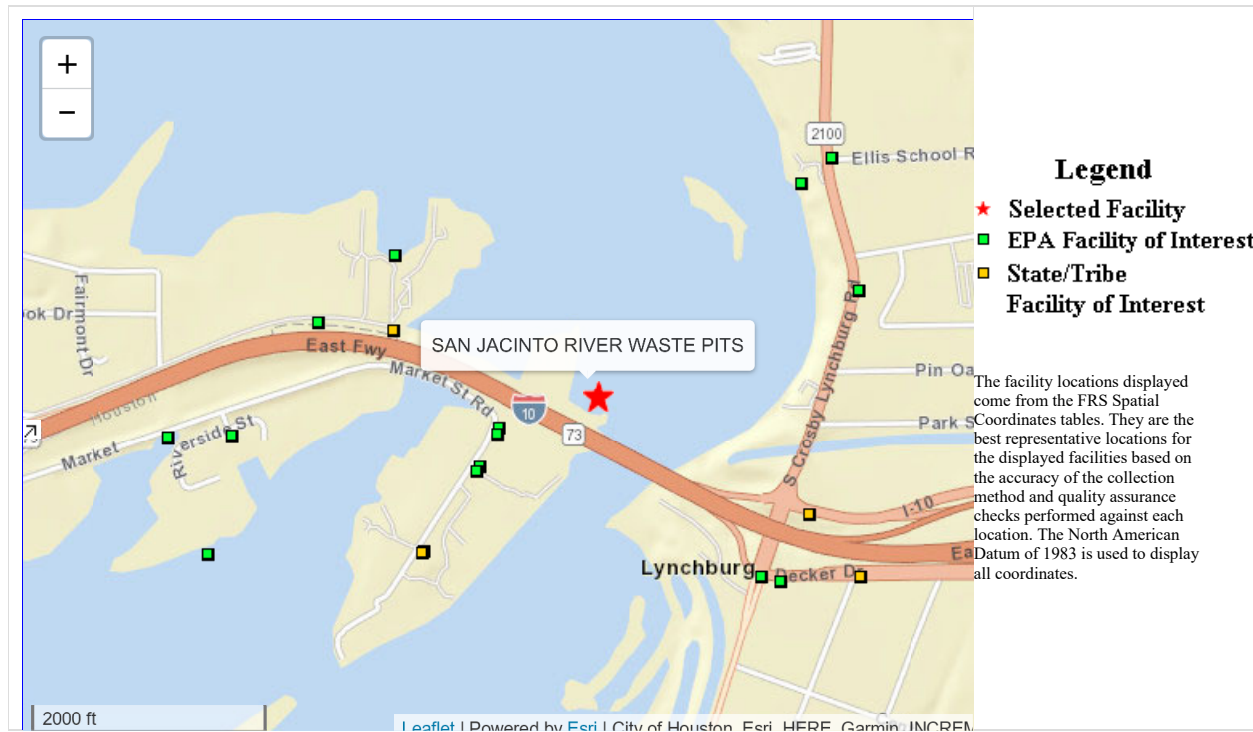 +
−
2100
Ellis School R
Fairmont Dr
ok Dr
SAN JACINTO RIVER WASTE PITS
East Fwy
Market St Rd
10
73
Houston
Market
Riverside St
S Crosby Lynchburg Rd
Pin Oa
Park S
I-10
Ea
Lynchburg
Decker Dr
2000 ft
Leaflet | Powered by Esri | City of Houston, Esri, HERE, Garmin, INCREM
Legend
Selected Facility
EPA Facility of Interest
State/Tribe
Facility of Interest
The facility locations displayed
come from the FRS Spatial
Coordinates tables. They are the
best representative locations for
the displayed facilities based on
the accuracy of the collection
method and quality assurance
checks performed against each
location. The North American
Datum of 1983 is used to display
all coordinates.